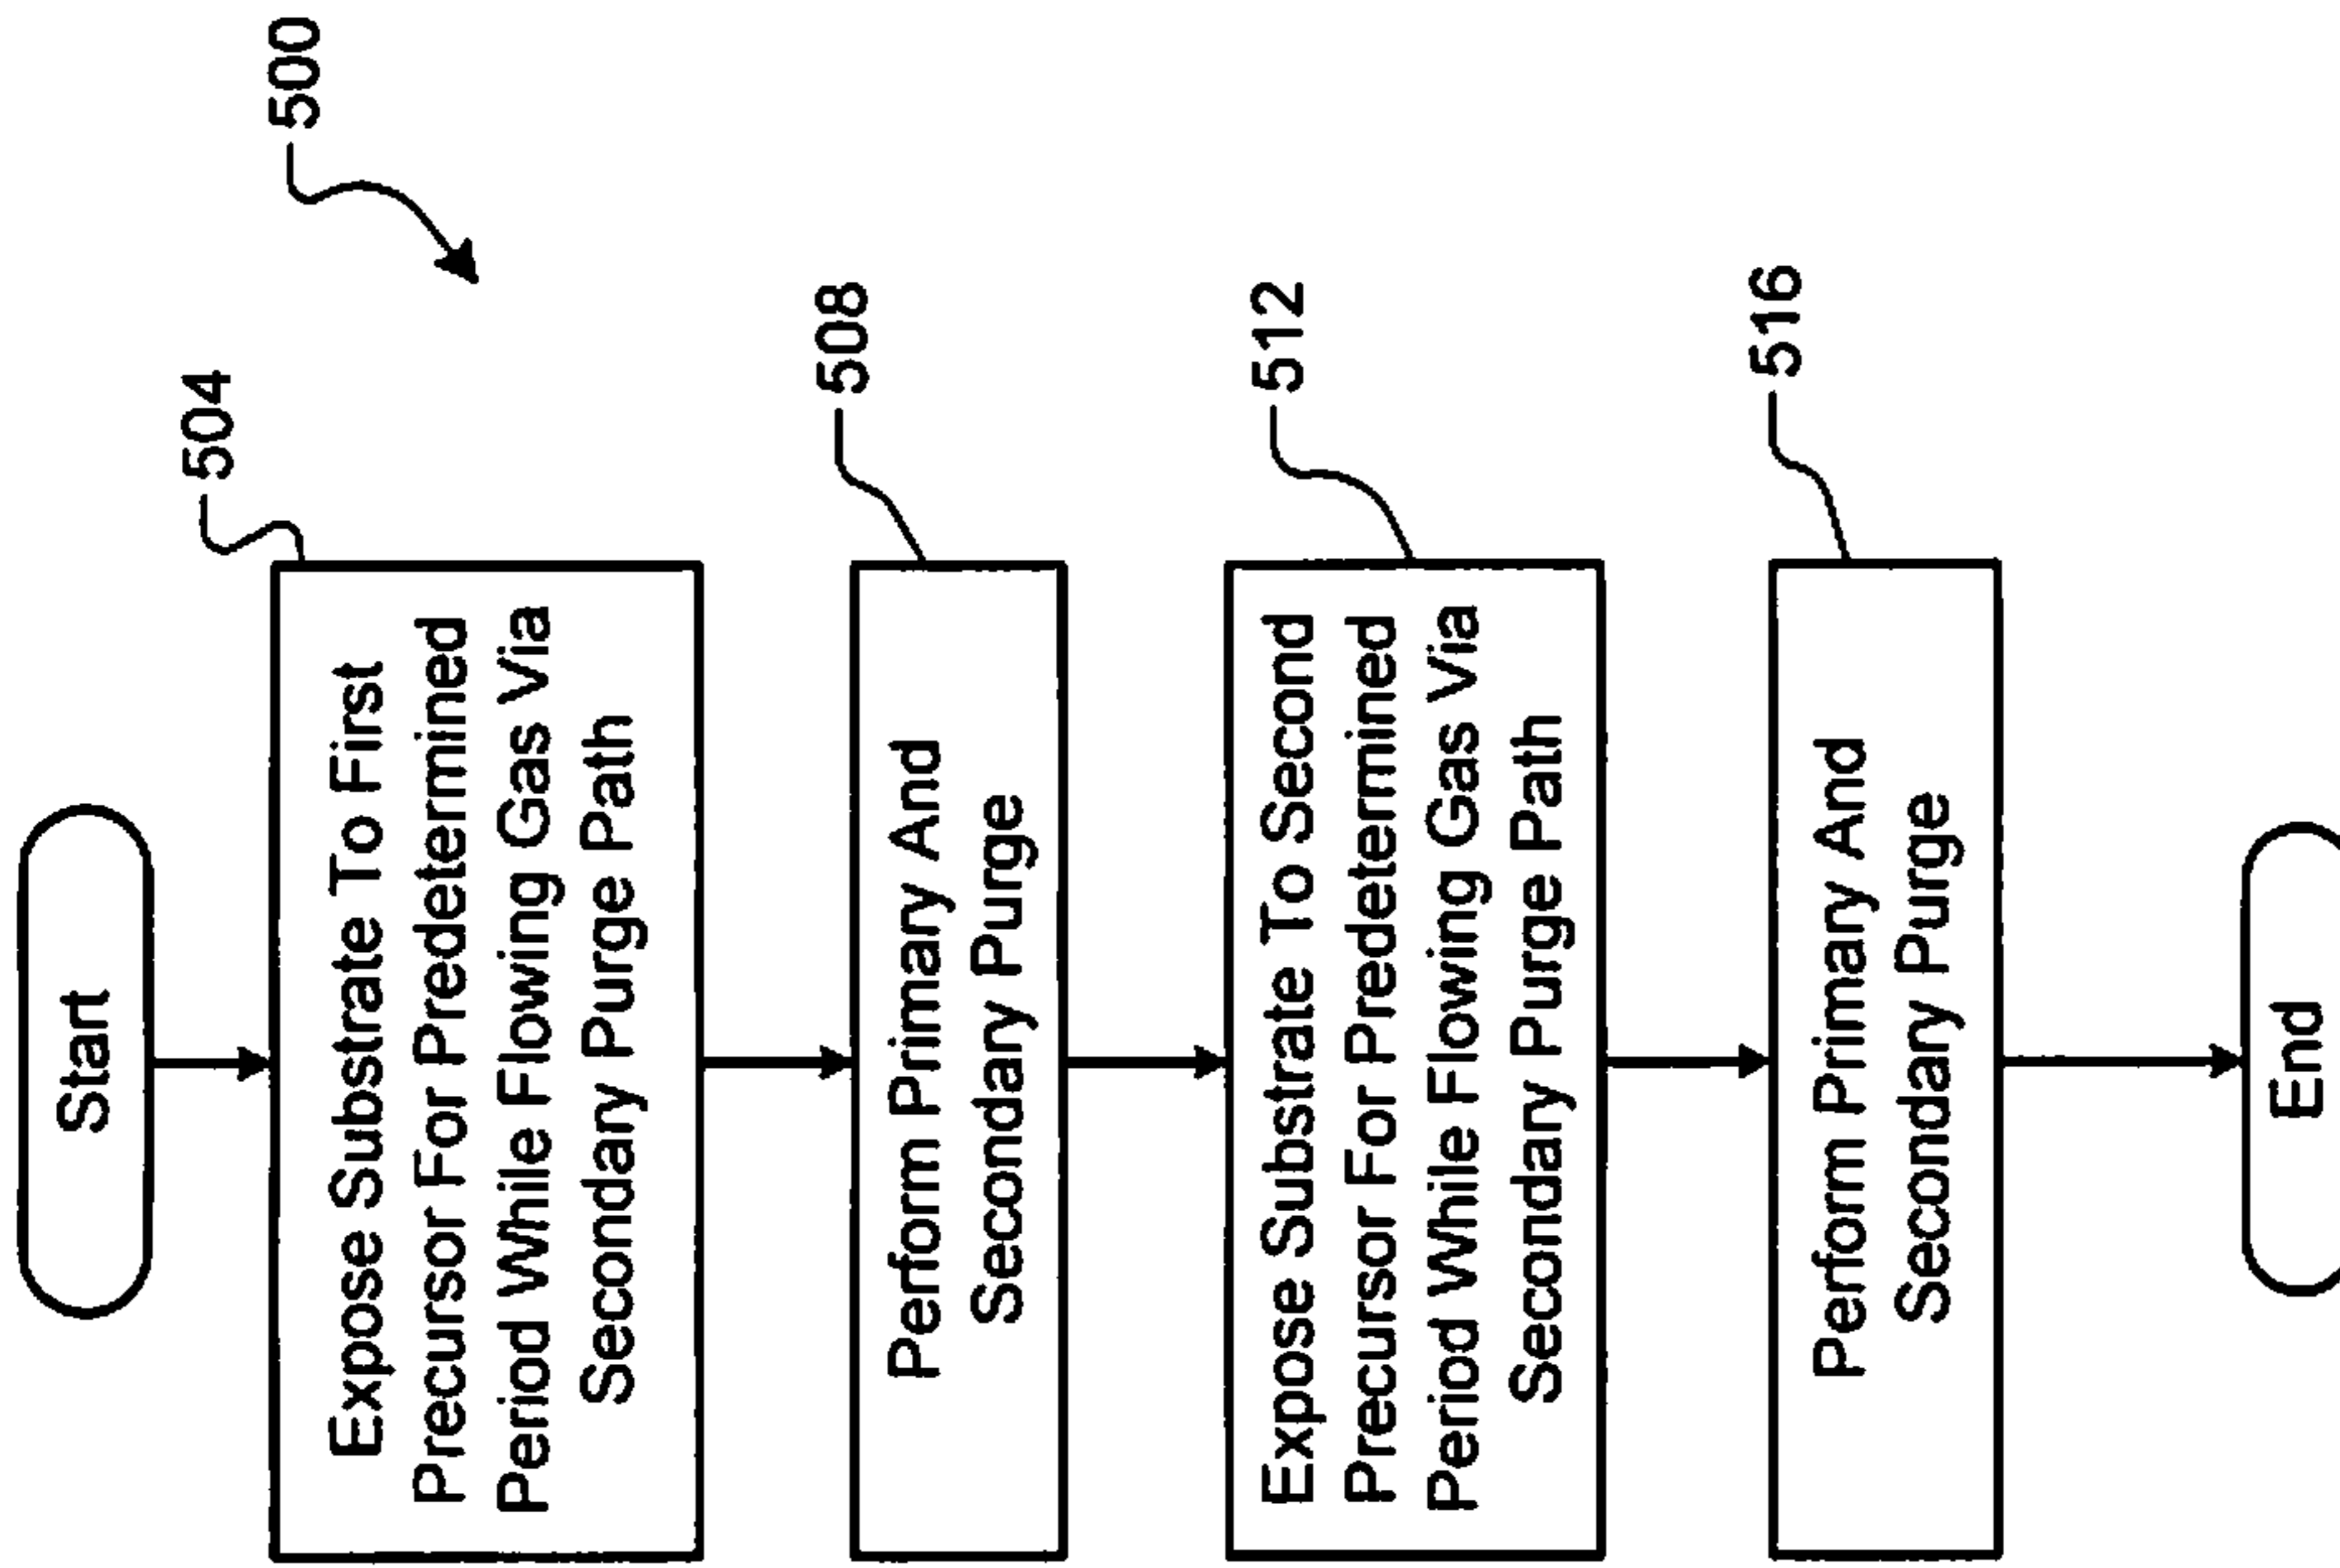 500
Start
504
Expose Substrate To First
Precursor For Predetermined
Period While Flowing Gas Via
Secondary Purge Path
508
Perform Primary And
Secondary Purge
512
Expose Substrate To Second
Precursor For Predetermined
Period While Flowing Gas Via
Secondary Purge Path
516
Perform Primary And
Secondary Purge
End